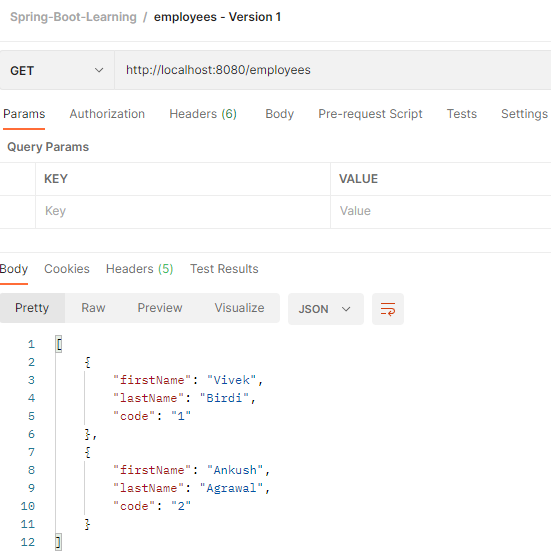 Spring-Boot-Learning / employees - Version 1
GET http://localhost:8080/employees
Params Authorization Headers (6) Body Pre-request Script Tests Settings
Query Params
KEY VALUE
Key Value
Body Cookies Headers (5) Test Results
Pretty Raw Preview Visualize JSON
1 [
2 {
3 "firstName": "Vivek",
4 "lastName": "Birdi",
5 "code": "1"
6 },
7 {
8 "firstName": "Ankush",
9 "lastName": "Agrawal",
10 "code": "2"
11 }
12 ]